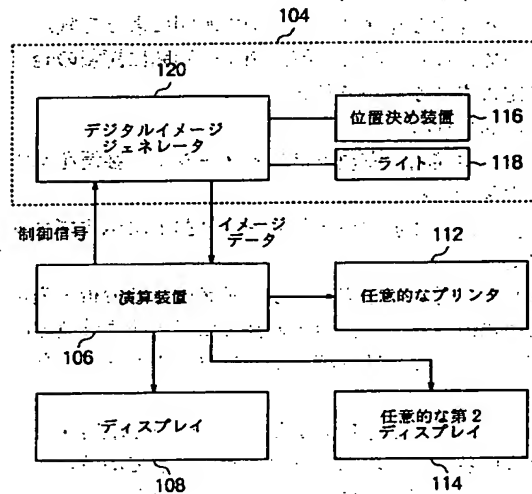 104
120
デジタルイメージ
ジェネレータ
位置決め装置
116
ライト
118
制御信号
イメージ
データ
112
演算装置
任意的なプリンタ
106
ディスプレイ
任意的な第2
ディスプレイ
108
114